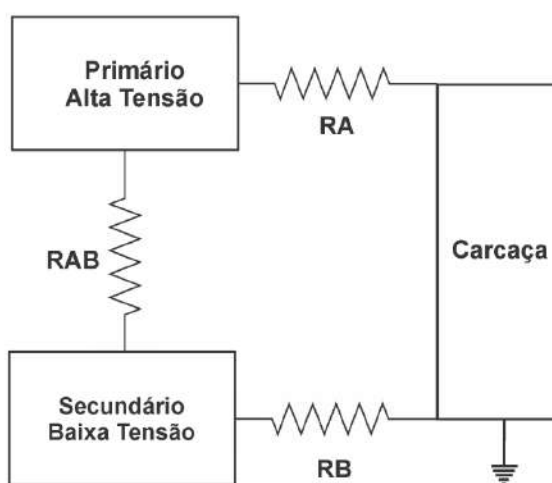 Primário
Alta Tensão
RA
RAB
Carcaça
Secundário
Baixa Tensão
RB